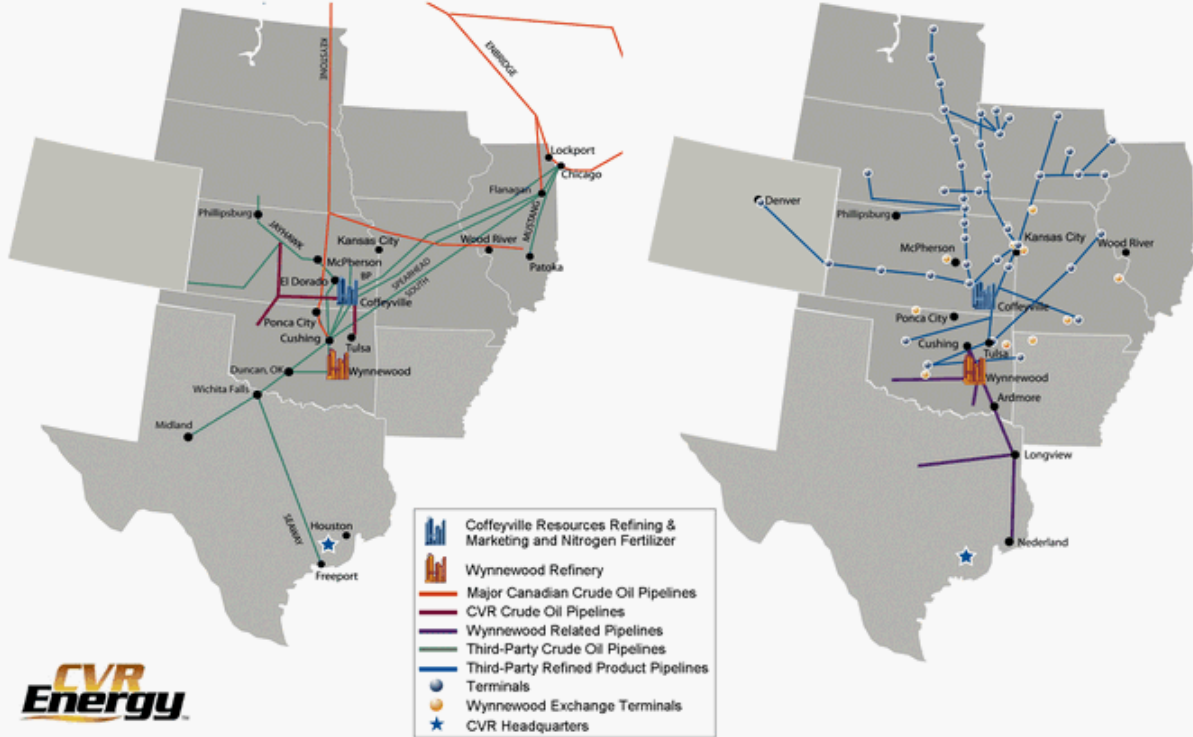 KEYSTONE
ENBRIDGE
Lockport
Chicago
Flanagan
MUSTANG
Phillipsburg
JAYHAWK
Kansas City
Wood River
McPherson
Patoka
El Dorado
BP
SPEARHEAD
SOUTH
Coffeyville
Ponca City
Cushing
Tulsa
Duncan, OK
Wynnewood
Wichita Falls
Midland
SEAWAY
Houston
Freeport
Denver
Phillipsburg
Kansas City
Wood River
McPherson
Coffeyville
Ponca City
Cushing
Tulsa
Wynnewood
Ardmore
Longview
Nederland
Coffeyville Resources Refining &
Marketing and Nitrogen Fertilizer
Wynnewood Refinery
Major Canadian Crude Oil Pipelines
CVR Crude Oil Pipelines
Wynnewood Related Pipelines
Third-Party Crude Oil Pipelines
Third-Party Refined Product Pipelines
Terminals
Wynnewood Exchange Terminals
CVR Headquarters
CVR
Energy